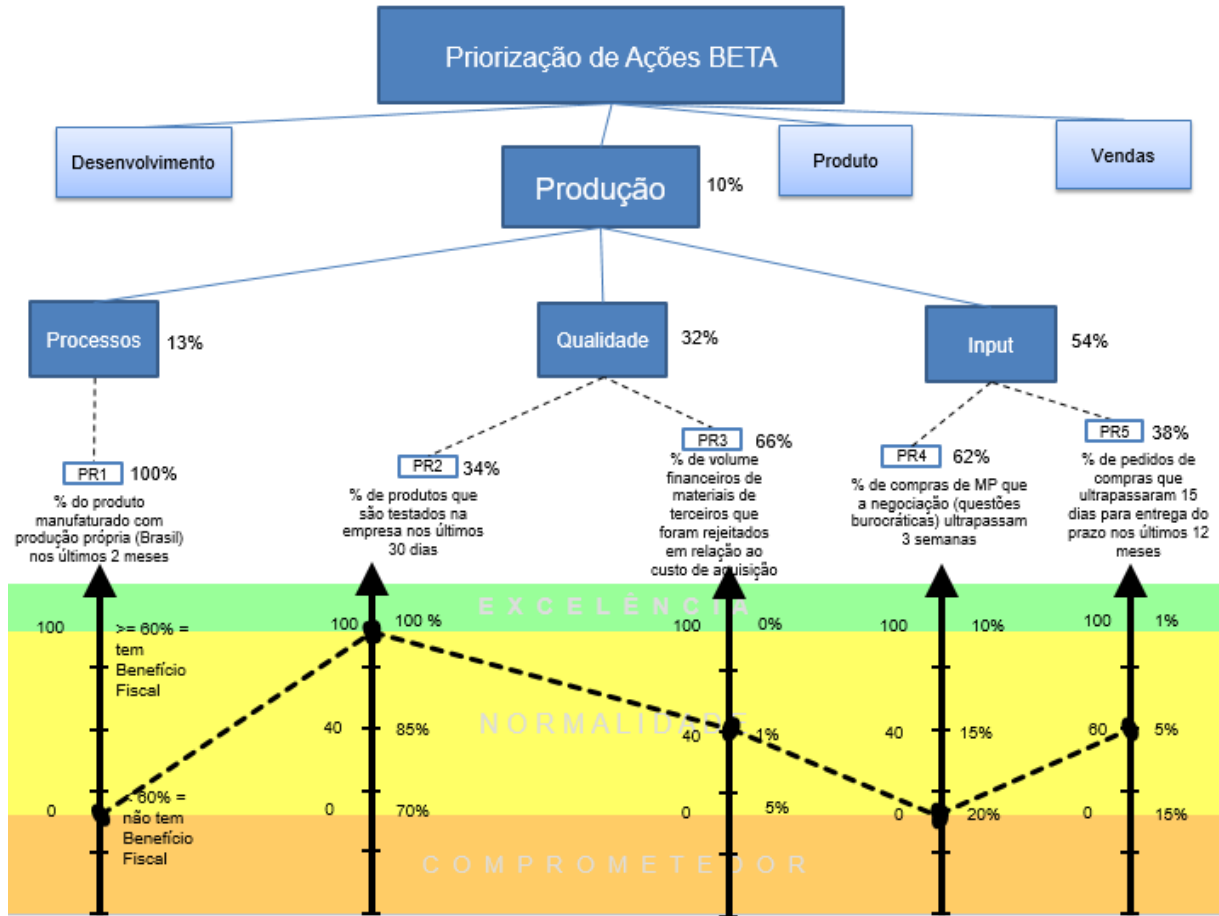 Priorização de Ações BETA
Desenvolvimento
Produção
10%
Produto
Vendas
Processos
13%
Qualidade
32%
Input
54%
PR1 100%
% do produto
manufaturado com
produção própria (Brasil)
nos últimos 2 meses
PR2 34%
% de produtos que
são testados na
empresa nos últimos
30 dias
PR3 66%
% de volume
financeiros de
materiais de
terceiros que
foram rejeitados
em relação ao
custo de aquisição
PR4 62%
% de compras de MP que
a negociação (questões
burocráticas) ultrapassam
3 semanas
PR5 38%
% de pedidos de
compras que
ultrapassaram 15
dias para entrega do
prazo nos últimos 12
meses
EXCELÊNCIA
100
>= 60% =
tem
Benefício
Fiscal
100
100 %
100
0%
100
10%
100
1%
NORMALIDADE
40
85%
40
1%
40
15%
60
5%
0
< 60% =
não tem
Benefício
Fiscal
0
70%
0
5%
0
20%
0
15%
COMPROMETEDOR